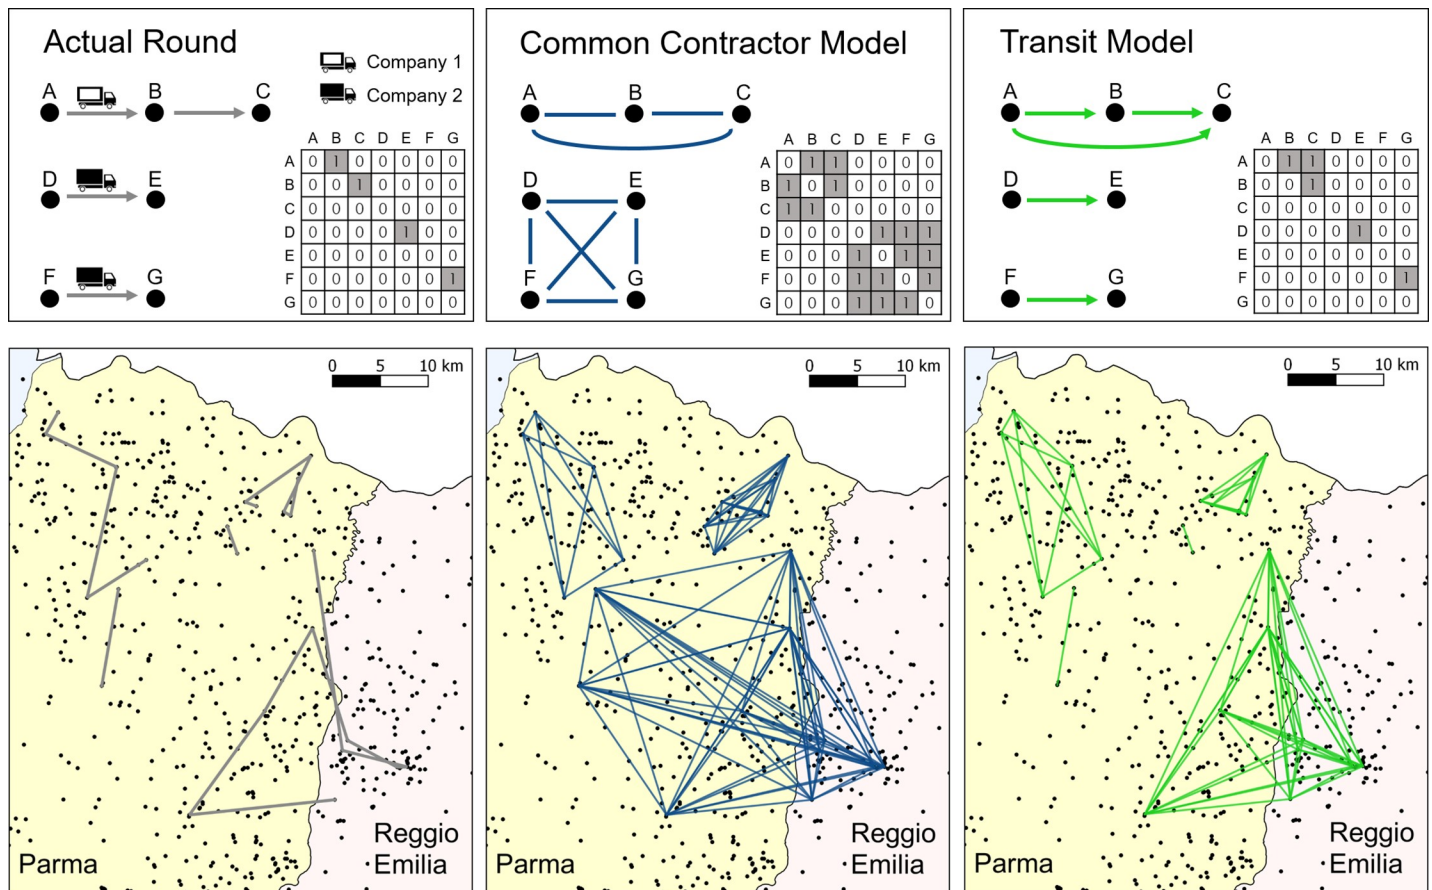 Actual Round
Company 1
Company 2
A B C
D E
F G
A B C D E F G
A 0 1 0 0 0 0 0
B 0 0 1 0 0 0 0
C 0 0 0 0 0 0 0
D 0 0 0 0 1 0 0
E 0 0 0 0 0 0 0
F 0 0 0 0 0 0 1
G 0 0 0 0 0 0 0
Common Contractor Model
A B C
D E
F G
A B C D E F G
A 0 1 1 0 0 0 0
B 1 0 1 0 0 0 0
C 1 1 0 0 0 0 0
D 0 0 0 0 1 1 1
E 0 0 0 1 0 1 1
F 0 0 0 1 1 0 1
G 0 0 0 1 1 1 0
Transit Model
A B C
D E
F G
A B C D E F G
A 0 1 1 0 0 0 0
B 0 0 1 0 0 0 0
C 0 0 0 0 0 0 0
D 0 0 0 0 1 0 0
E 0 0 0 0 0 0 0
F 0 0 0 0 0 0 1
G 0 0 0 0 0 0 0
0 5 10 km
Reggio
Emilia
Parma
0 5 10 km
Reggio
Emilia
Parma
0 5 10 km
Reggio
Emilia
Parma